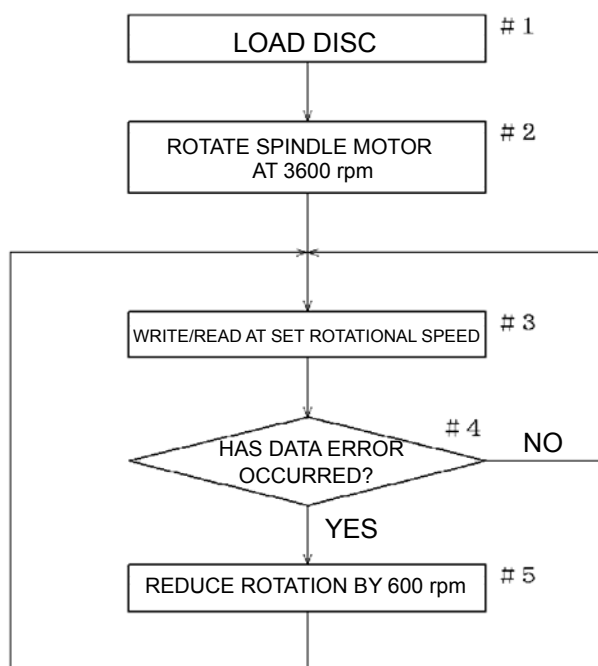 LOAD DISC
#1
ROTATE SPINDLE MOTOR
AT 3600 rpm
#2
WRITE/READ AT SET ROTATIONAL SPEED
#3
HAS DATA ERROR
OCCURRED?
#4
NO
YES
REDUCE ROTATION BY 600 rpm
#5